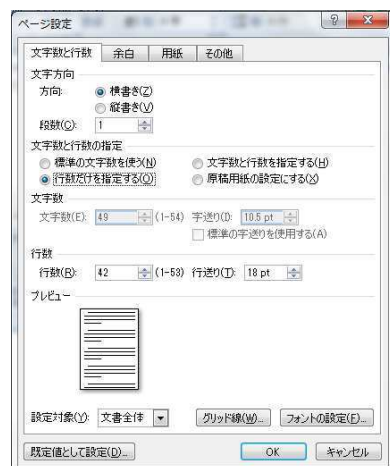 ページ設定
文字数と行数 余白 用紙 その他
文字方向
方向: 横書き(Z)
縦書き(V)
段数(C): 1
文字数と行数の指定
標準の文字数を使う(N) 文字数と行数を指定する(H)
行数だけを指定する(O) 原稿用紙の設定にする(X)
文字数
文字数(E): 49 (1-54) 字送り(I): 10.5 pt
標準の字送りを使用する(A)
行数
行数(R): 42 (1-53) 行送り(T): 18 pt
プレビュー
設定対象(Y): 文書全体 グリッド線(W)... フォントの設定(F)...
既定値として設定(D)... OK キャンセル